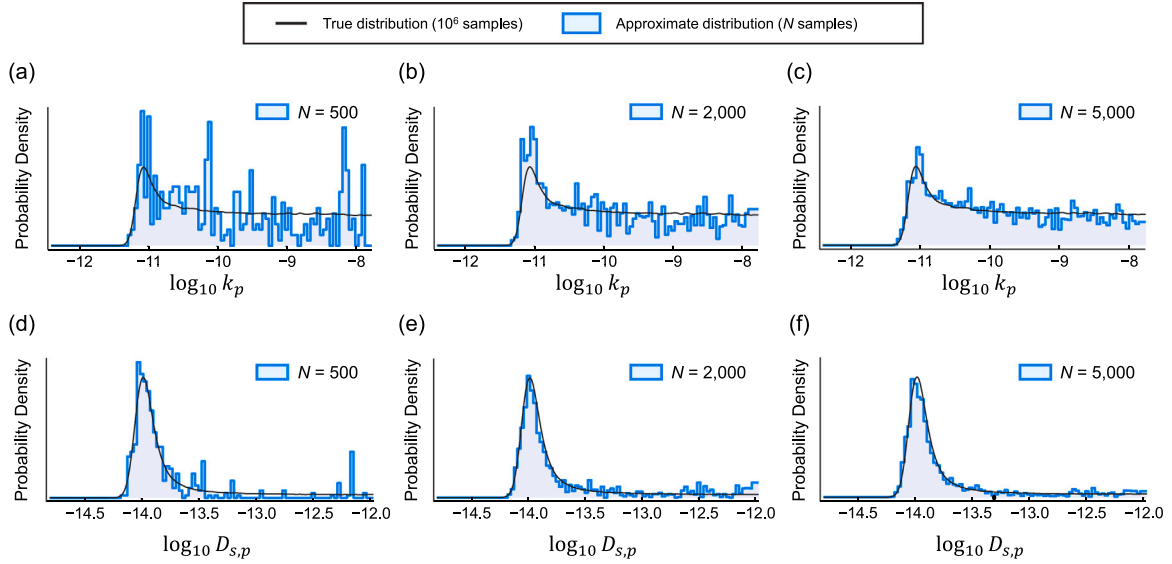 True distribution (10⁶ samples) Approximate distribution (N samples)
(a) (b) (c)
Probability Density N = 500 Probability Density N = 2,000 Probability Density N = 5,000
−12 −11 −10 −9 −8 −12 −11 −10 −9 −8 −12 −11 −10 −9 −8
log₁₀ kₚ log₁₀ kₚ log₁₀ kₚ
(d) (e) (f)
Probability Density N = 500 Probability Density N = 2,000 Probability Density N = 5,000
−14.5 −14.0 −13.5 −13.0 −12.5 −12.0 −14.5 −14.0 −13.5 −13.0 −12.5 −12.0 −14.5 −14.0 −13.5 −13.0 −12.5 −12.0
log₁₀ Dₛ,ₚ log₁₀ Dₛ,ₚ log₁₀ Dₛ,ₚ